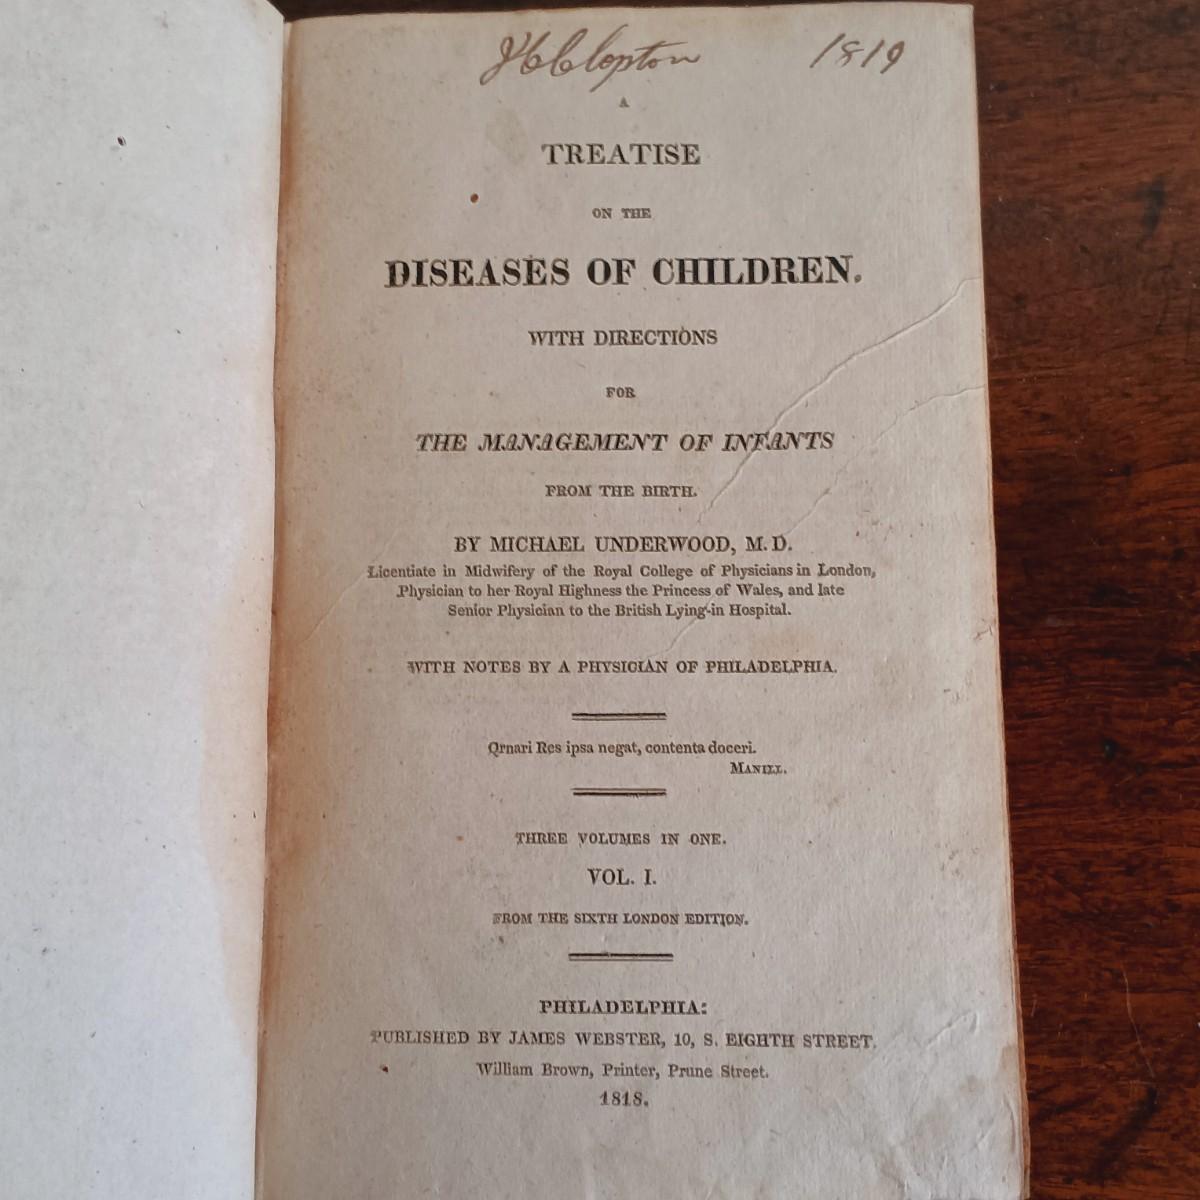 JHClopton 1819
A
TREATISE
ON THE
DISEASES OF CHILDREN.
WITH DIRECTIONS
FOR
THE MANAGEMENT OF INFANTS
FROM THE BIRTH.
BY MICHAEL UNDERWOOD, M.D.
Licentiate in Midwifery of the Royal College of Physicians in London,
Physician to her Royal Highness the Princess of Wales, and late
Senior Physician to the British Lying-in Hospital.
WITH NOTES BY A PHYSICIAN OF PHILADELPHIA.
Ornari Res ipsa negat, contenta doceri.
MANILL.
THREE VOLUMES IN ONE.
VOL. I.
FROM THE SIXTH LONDON EDITION.
PHILADELPHIA:
PUBLISHED BY JAMES WEBSTER, 10, S. EIGHTH STREET.
William Brown, Printer, Prune Street.
1818.